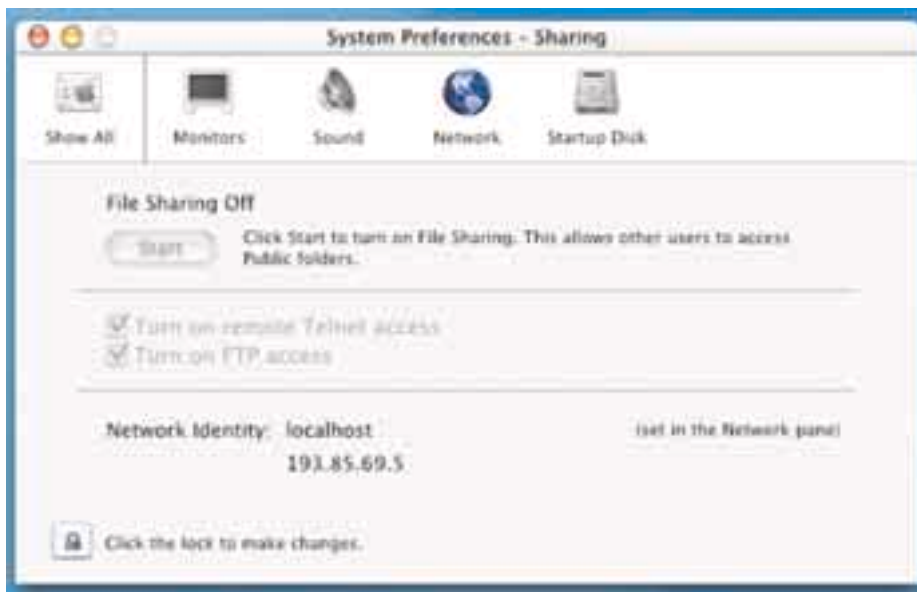 System Preferences - Sharing
Show All
Monitors
Sound
Network
Startup Disk
File Sharing Off
Start
Click Start to turn on File Sharing. This allows other users to access
Public folders.
Turn on remote Telnet access
Turn on FTP access
Network Identity: localhost
(set in the Network pane)
193.85.69.5
Click the lock to make changes.